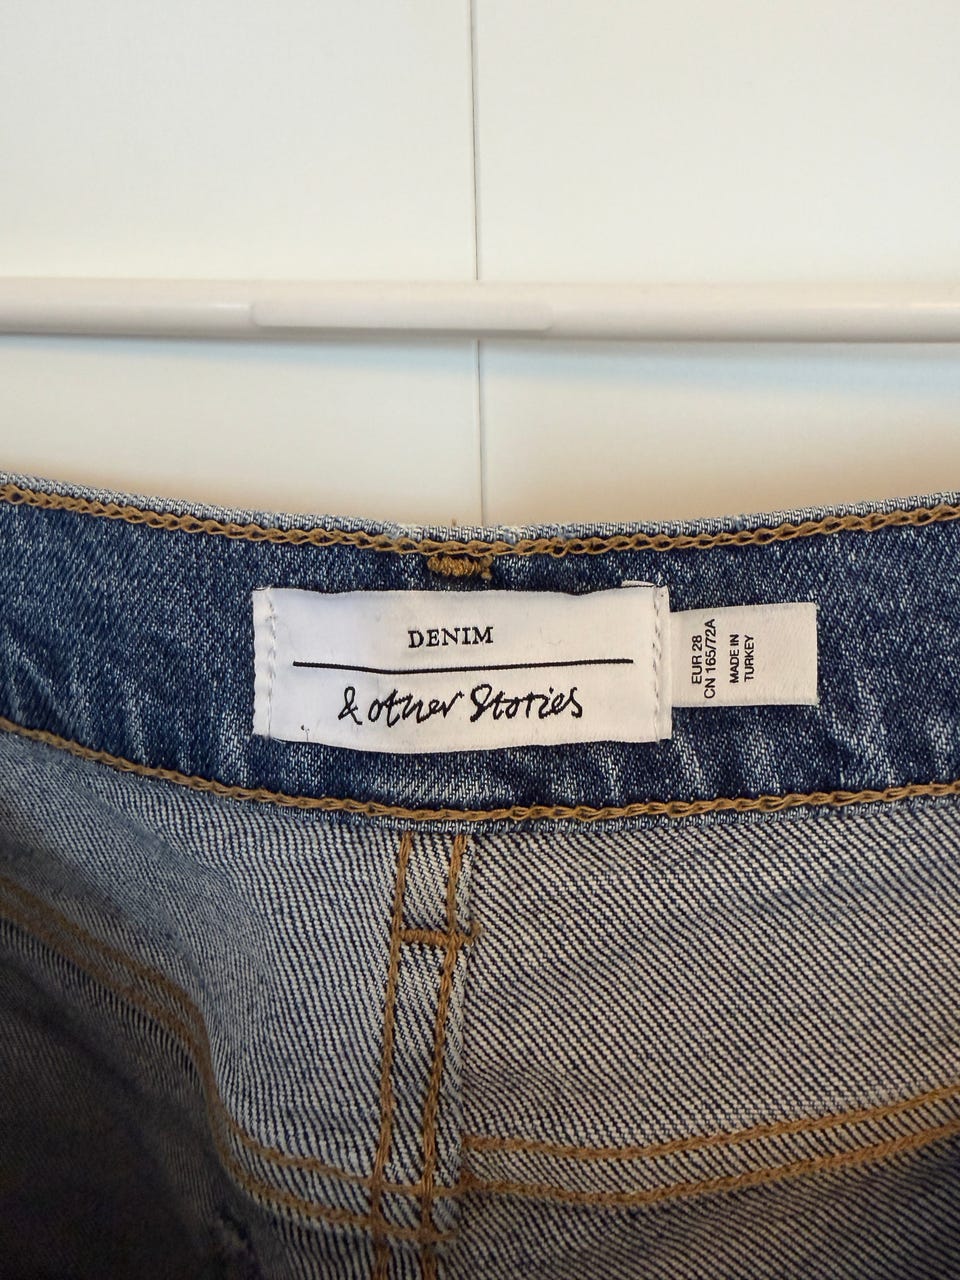 DENIM
& other Stories
EUR 28
CN 165/72A
MADE IN
TURKEY